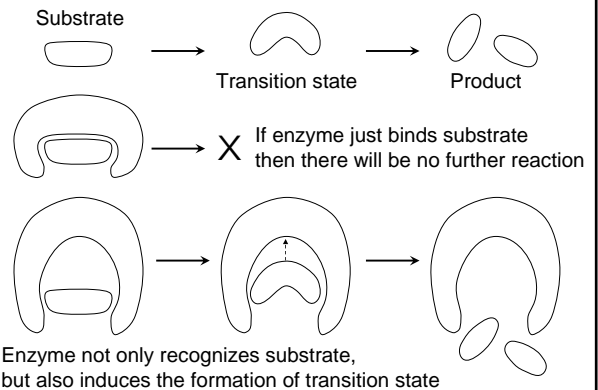 Substrate
Transition state
Product
X
If enzyme just binds substrate
then there will be no further reaction
Enzyme not only recognizes substrate,
but also induces the formation of transition state